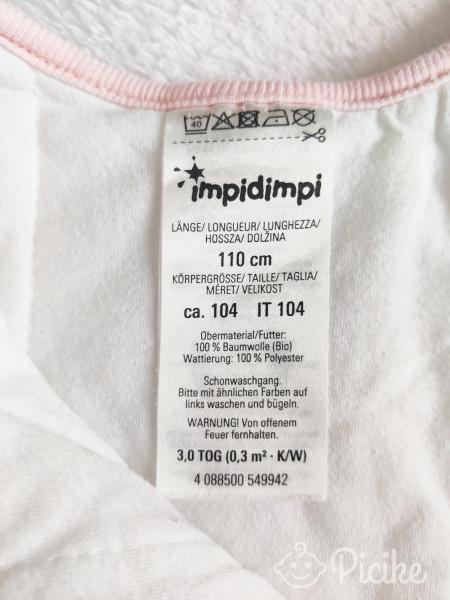 40
impidimpi
LÄNGE/ LONGUEUR/ LUNGHEZZA/
HOSSZA/ DOLŽINA
110 cm
KÖRPERGRÖSSE/ TAILLE/ TAGLIA/
MÉRET/ VELIKOST
ca. 104 IT 104
Obermaterial/Futter:
100 % Baumwolle (Bio)
Wattierung: 100 % Polyester
Schonwaschgang.
Bitte mit ähnlichen Farben auf
links waschen und bügeln.
WARNUNG! Von offenem
Feuer fernhalten.
3,0 TOG (0,3 m² · K/W)
4 088500 549942
Picike